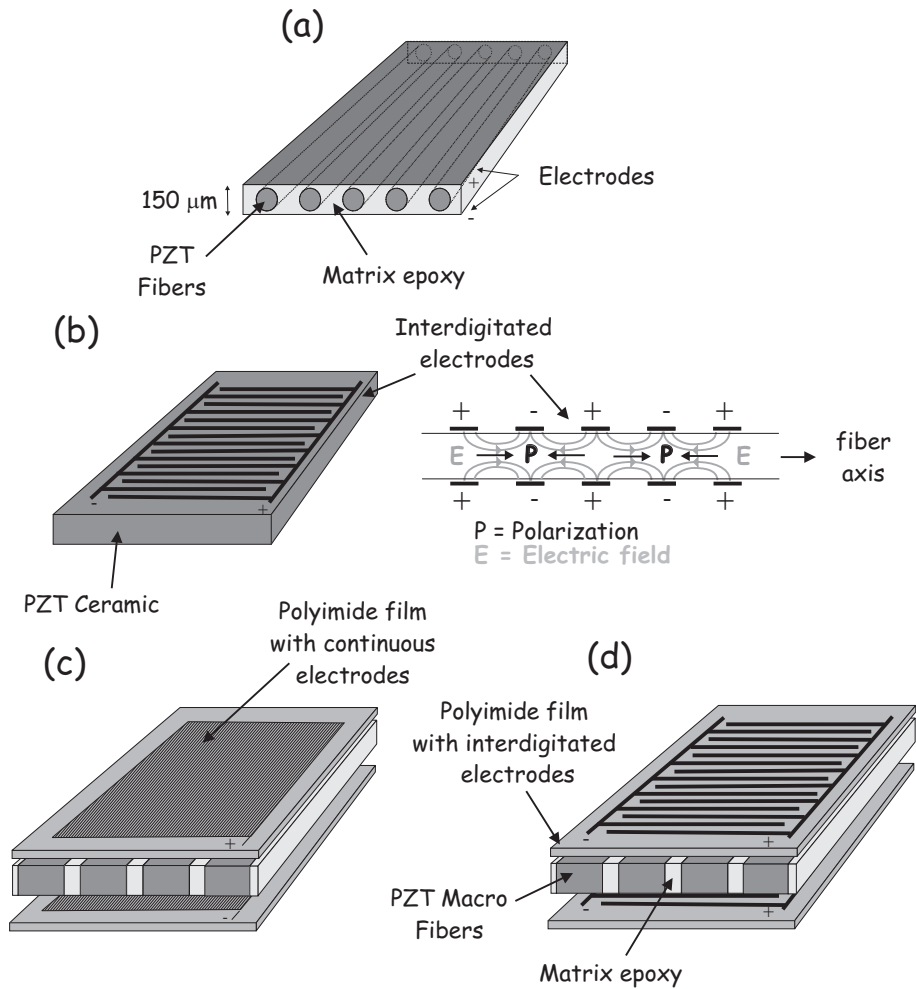 (a)
150 μm
+
-
Electrodes
PZT
Fibers
Matrix epoxy
(b)
Interdigitated
electrodes
-
+
PZT Ceramic
+ - + - +
E P P E
+ - + - +
fiber
axis
P = Polarization
E = Electric field
(c)
Polyimide film
with continuous
electrodes
+
-
(d)
Polyimide film
with interdigitated
electrodes
-
+
-
+
PZT Macro
Fibers
Matrix epoxy